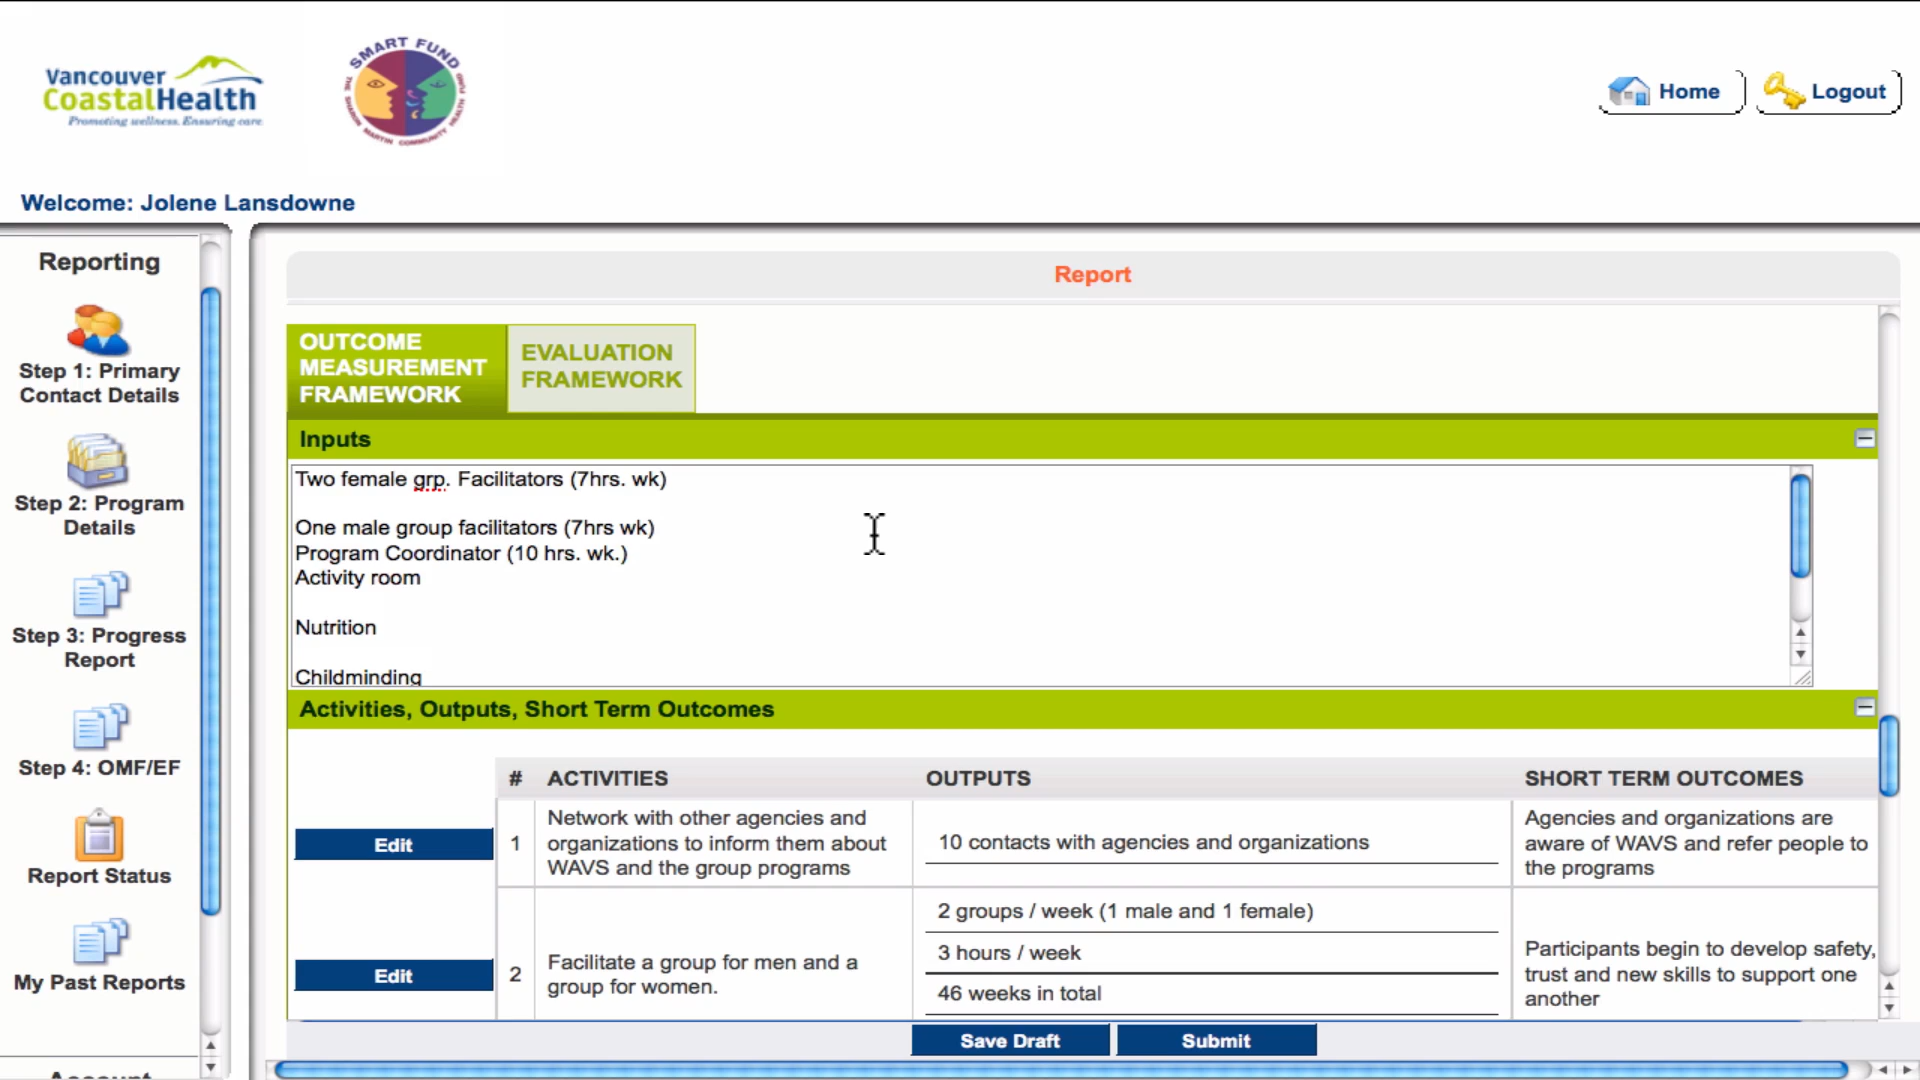 Vancouver
CoastalHealth
Promoting wellness. Ensuring care.
SMART FUND
THE SHARON MARTIN COMMUNITY HEALTH FUND
Home
Logout
Welcome: Jolene Lansdowne
Reporting
Step 1: Primary
Contact Details
Step 2: Program
Details
Step 3: Progress
Report
Step 4: OMF/EF
Report Status
My Past Reports
Report
OUTCOME
MEASUREMENT
FRAMEWORK
EVALUATION
FRAMEWORK
Inputs
Two female grp. Facilitators (7hrs. wk)
One male group facilitators (7hrs wk)
Program Coordinator (10 hrs. wk.)
Activity room
Nutrition
Childminding
Activities, Outputs, Short Term Outcomes
# ACTIVITIES OUTPUTS SHORT TERM OUTCOMES
Edit
1
Network with other agencies and
organizations to inform them about
WAVS and the group programs
10 contacts with agencies and organizations
Agencies and organizations are
aware of WAVS and refer people to
the programs
Edit
2
Facilitate a group for men and a
group for women.
2 groups / week (1 male and 1 female)
3 hours / week
46 weeks in total
Participants begin to develop safety,
trust and new skills to support one
another
Save Draft
Submit